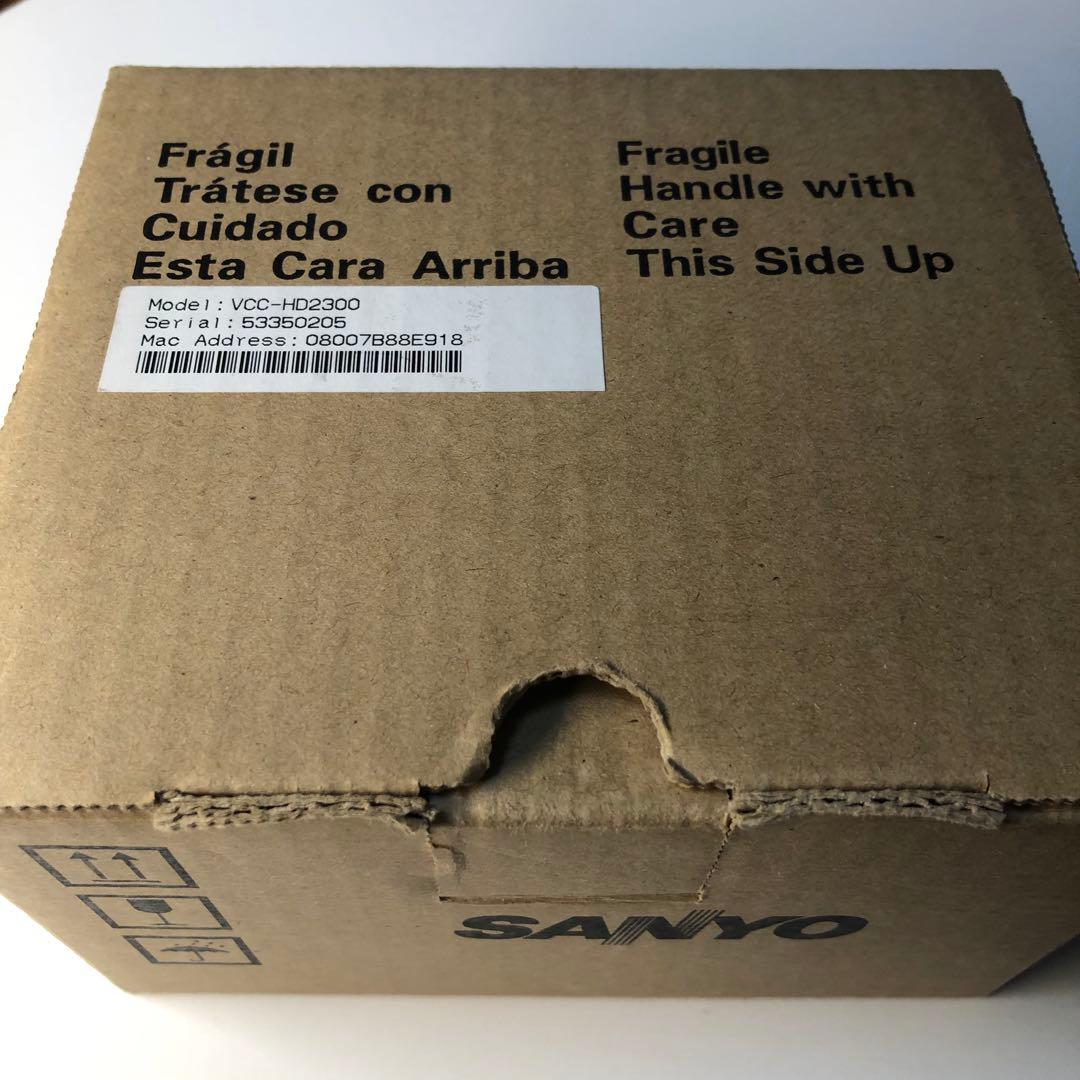 Frágil
Trátese con
Cuidado
Esta Cara Arriba
Fragile
Handle with
Care
This Side Up
Model:VCC-HD2300
Serial:53350205
Mac Address:08007B88E918
SANYO